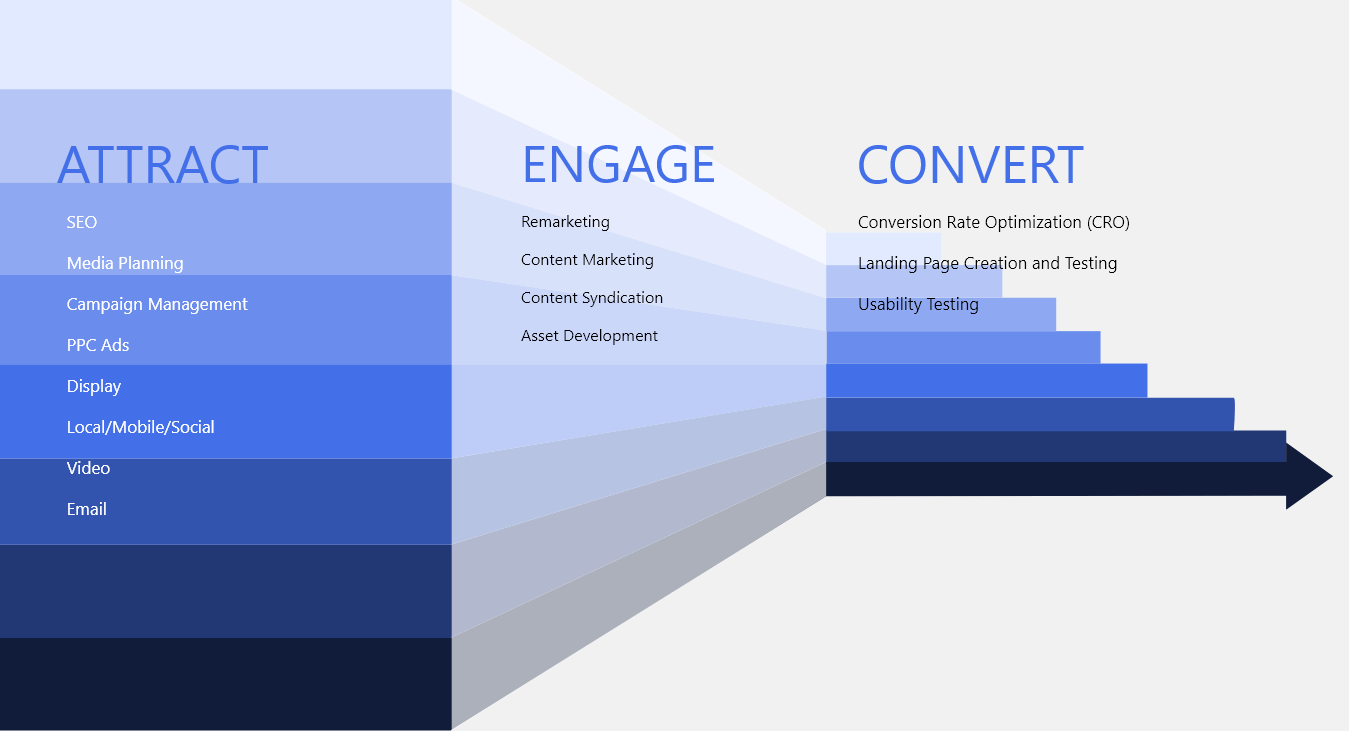 ATTRACT
SEO
Media Planning
Campaign Management
PPC Ads
Display
Local/Mobile/Social
Video
Email
ENGAGE
Remarketing
Content Marketing
Content Syndication
Asset Development
CONVERT
Conversion Rate Optimization (CRO)
Landing Page Creation and Testing
Usability Testing